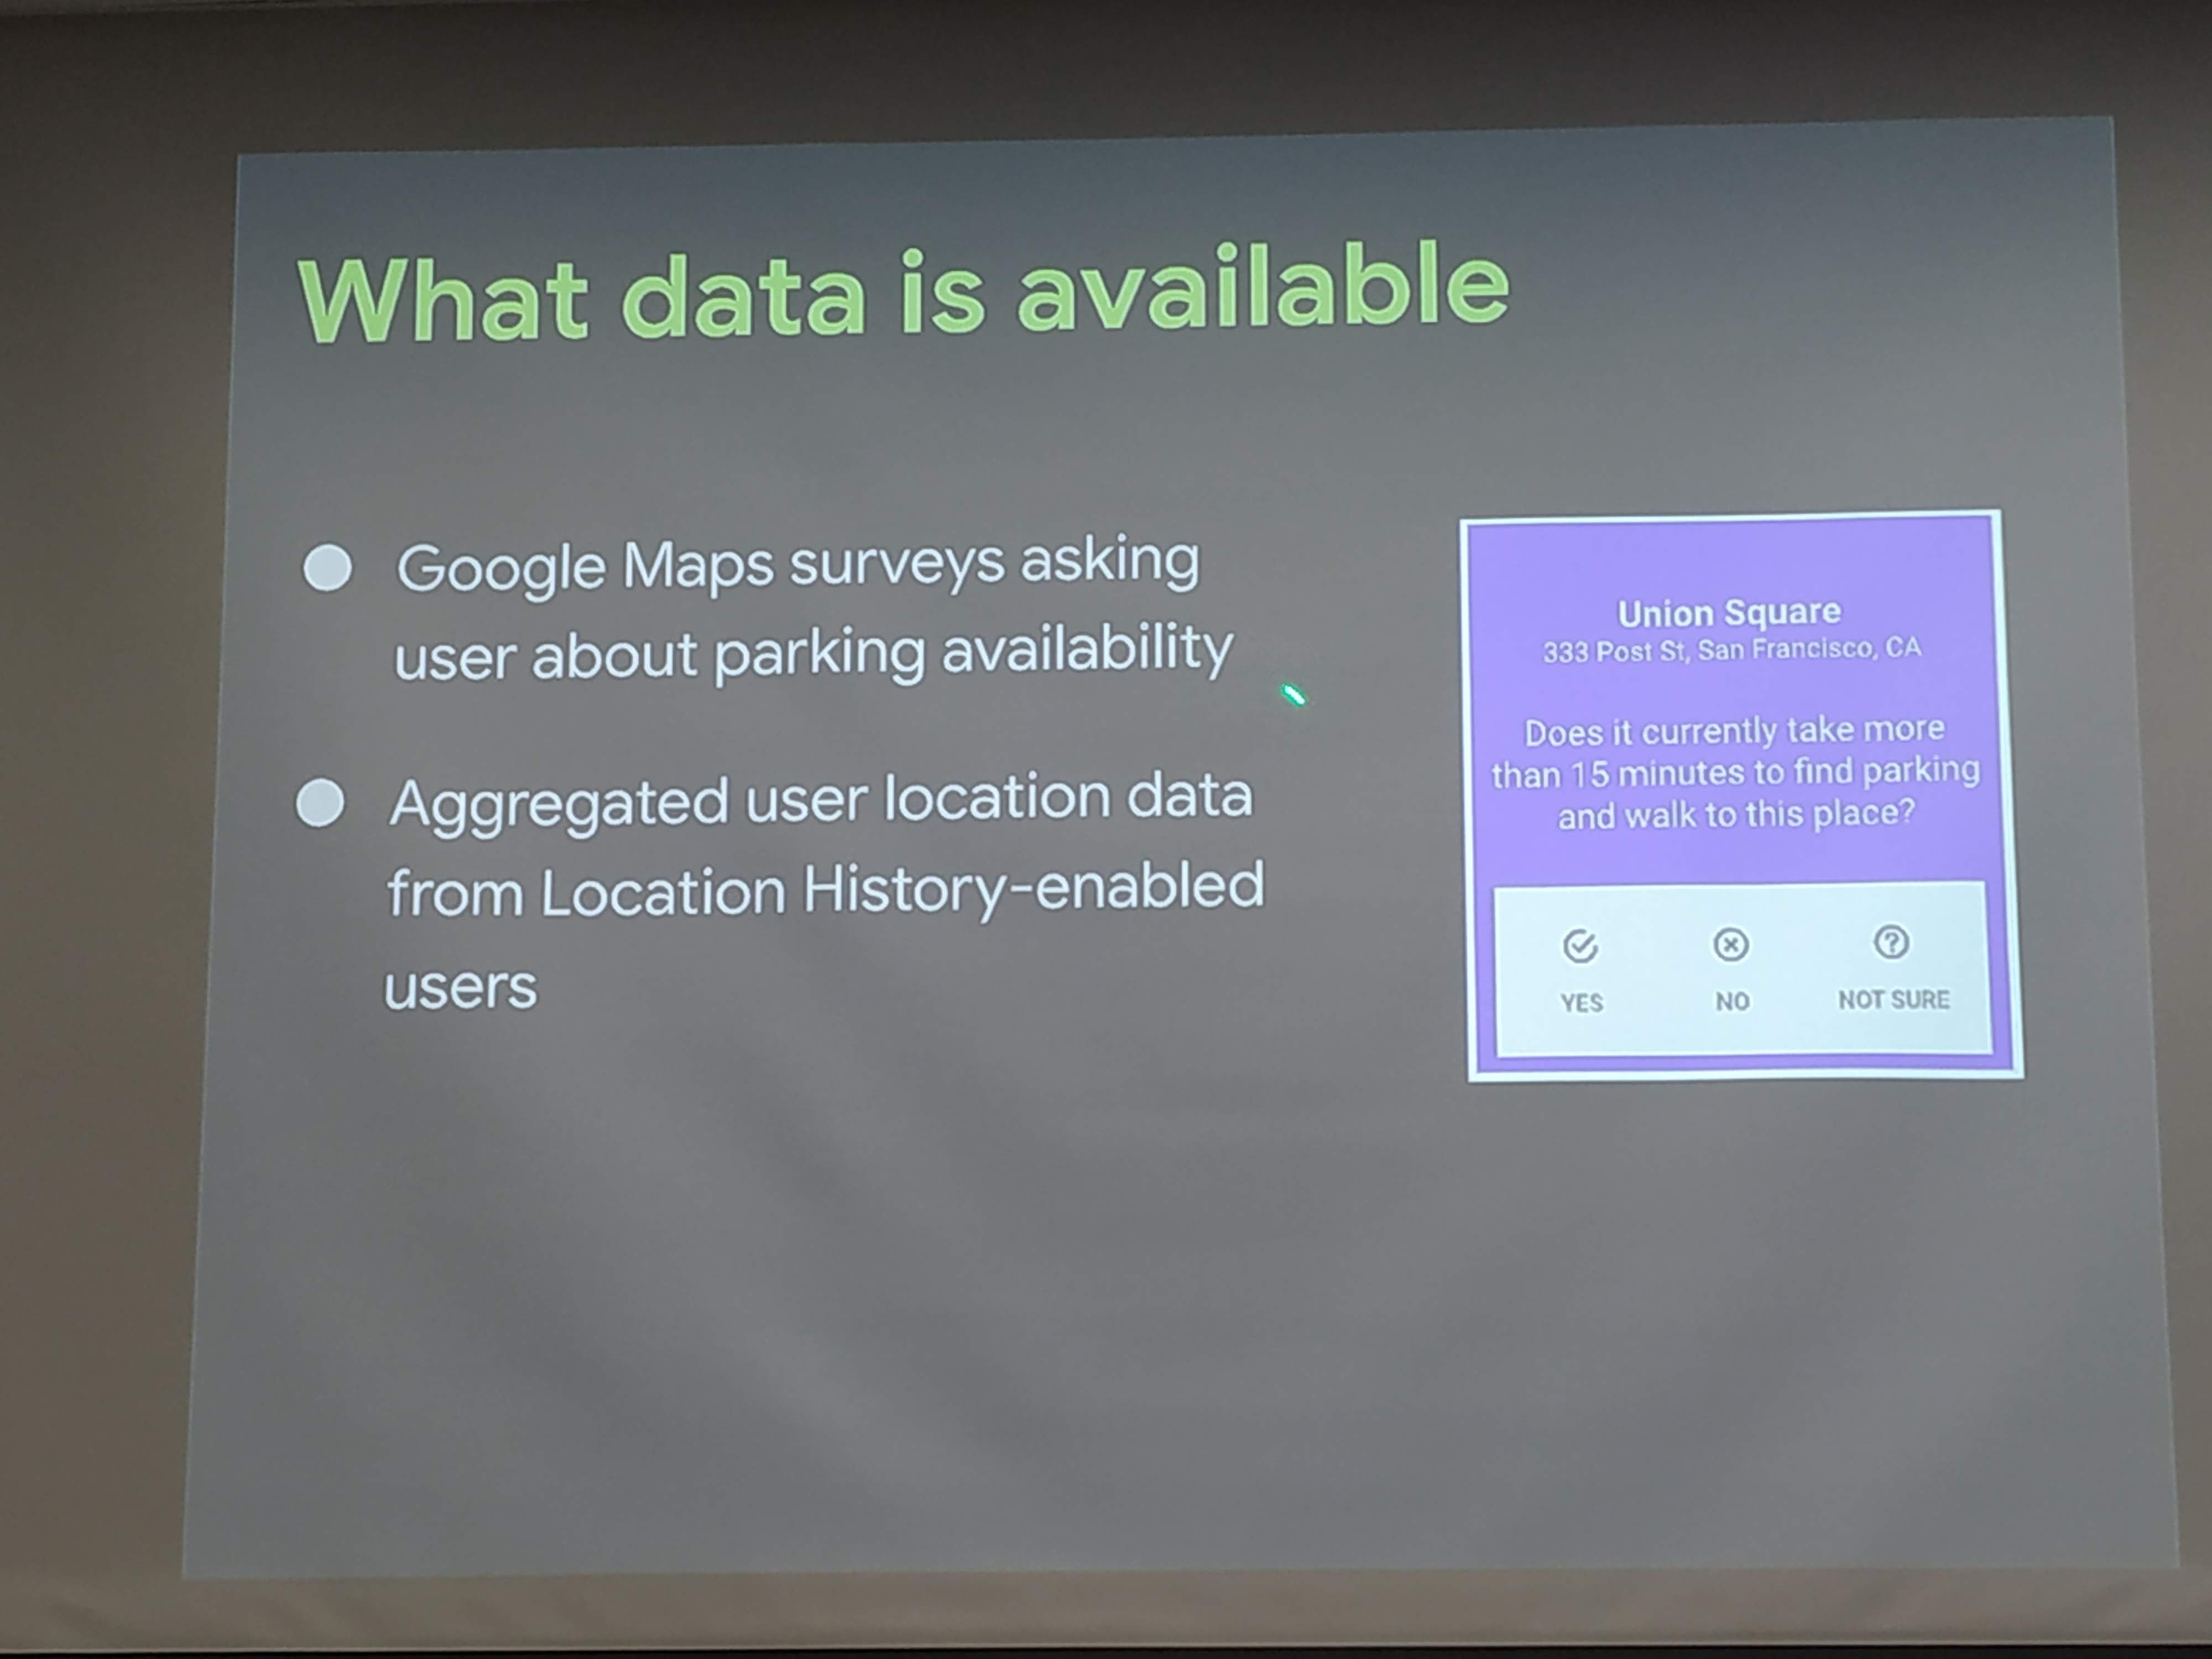 What data is available
Google Maps surveys asking
user about parking availability
Aggregated user location data
from Location History-enabled
users
Union Square
333 Post St, San Francisco, CA
Does it currently take more
than 15 minutes to find parking
and walk to this place?
YES NO NOT SURE